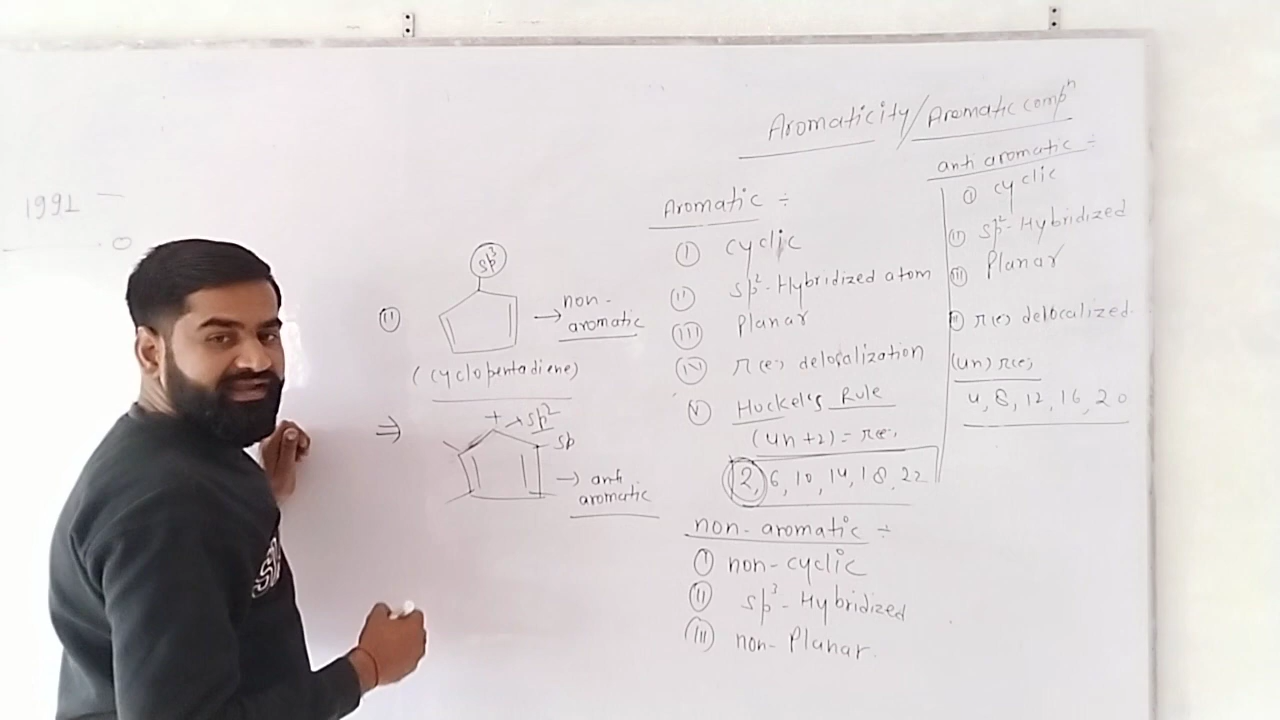 Aromaticity/Aromatic compⁿ
1991 —
Aromatic ÷
(I) cyclic
(II) sp²-Hybridized atom
(III) Planar
(IV) π(e-) delocalization
(V) Huckel's Rule
(4n+2) = πe-
2, 6, 10, 14, 18, 22
non-aromatic ÷
(I) non-cyclic
(II) sp³-Hybridized
(III) non-Planar.
anti aromatic ÷
(I) cyclic
(II) sp²-Hybridized
(III) Planar
π(e-) delocalized.
(4n) πe-
4, 8, 12, 16, 20
(II)
sp³
→ non-
aromatic
(cyclopentadiene)
⇒
+ → sp²
sp
→ anti
aromatic